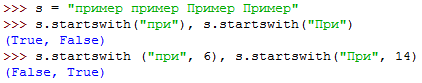 >>> s = "пример пример Пример Пример"
>>> s.startswith("при"), s.startswith("При")
(True, False)
>>> s.startswith ("при", 6), s.startswith("При", 14)
(False, True)